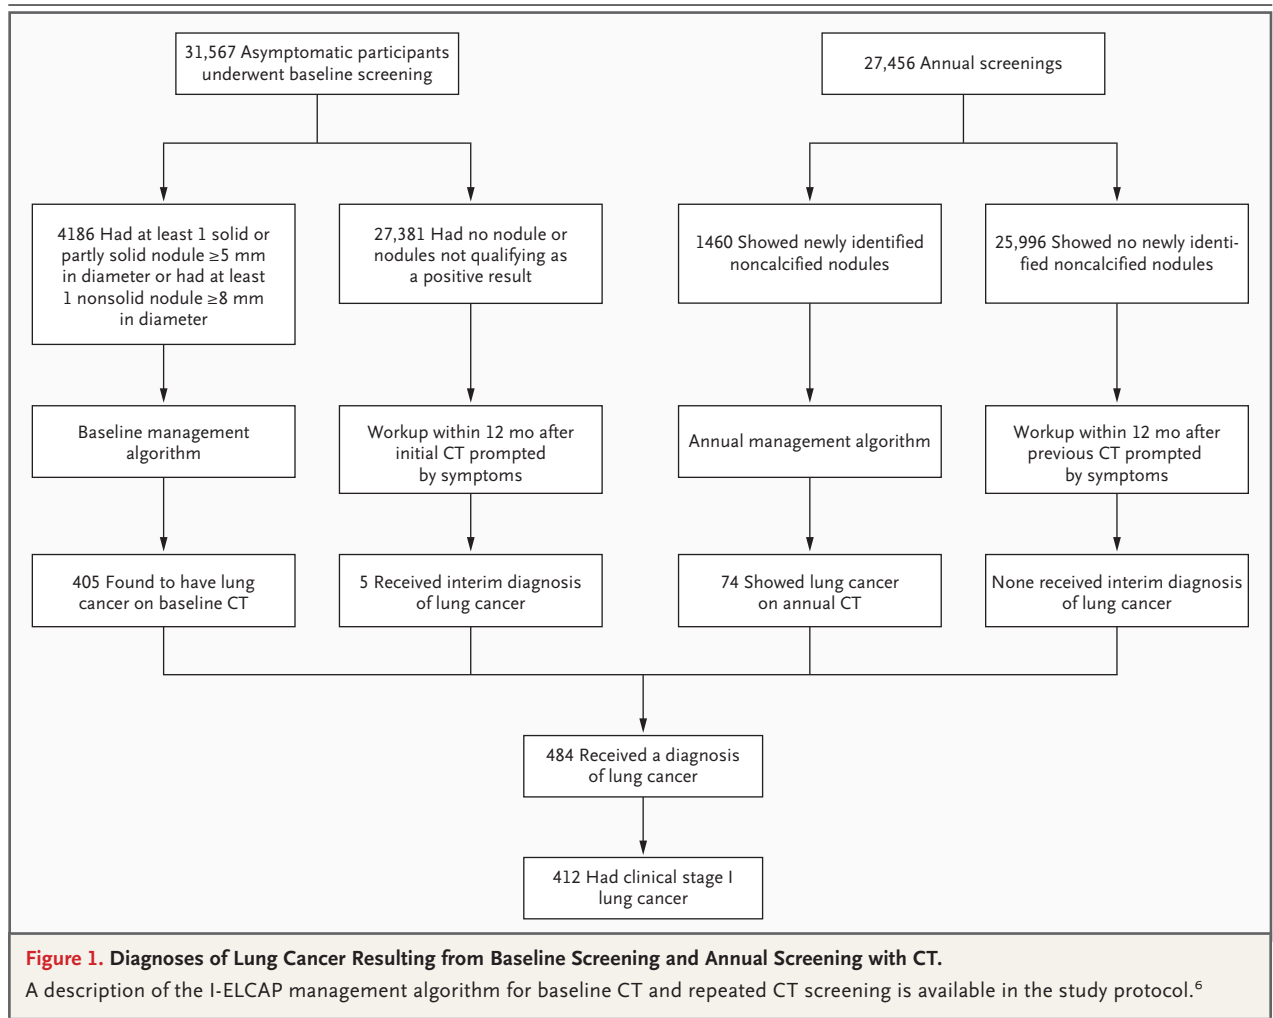 31,567 Asymptomatic participants
underwent baseline screening
27,456 Annual screenings
4186 Had at least 1 solid or
partly solid nodule ≥5 mm
in diameter or had at least
1 nonsolid nodule ≥8 mm
in diameter
27,381 Had no nodule or
nodules not qualifying as
a positive result
1460 Showed newly identified
noncalcified nodules
25,996 Showed no newly identi-
fied noncalcified nodules
Baseline management
algorithm
Workup within 12 mo after
initial CT prompted
by symptoms
Annual management algorithm
Workup within 12 mo after
previous CT prompted
by symptoms
405 Found to have lung
cancer on baseline CT
5 Received interim diagnosis
of lung cancer
74 Showed lung cancer
on annual CT
None received interim diagnosis
of lung cancer
484 Received a diagnosis
of lung cancer
412 Had clinical stage I
lung cancer
Figure 1. Diagnoses of Lung Cancer Resulting from Baseline Screening and Annual Screening with CT.
A description of the I-ELCAP management algorithm for baseline CT and repeated CT screening is available in the study protocol.⁶